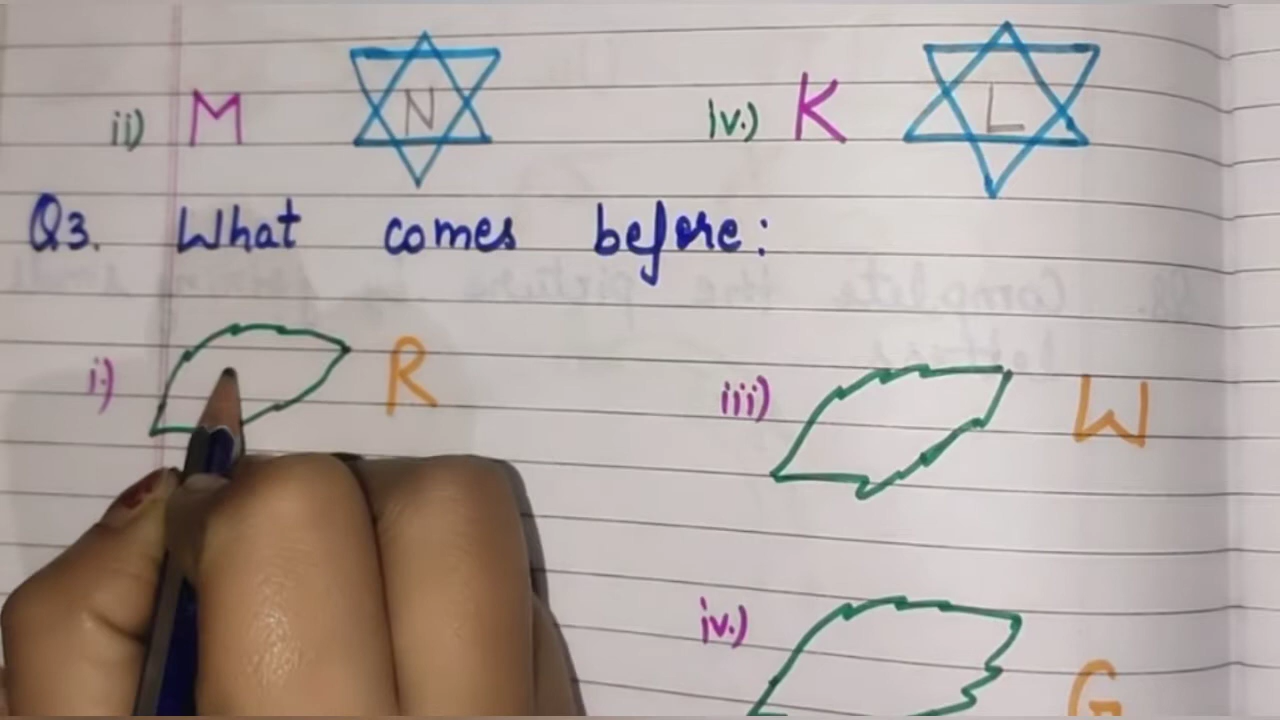 ii) M N iv.) K L
Q3. What comes before:
i.) R iii) W
iv.) G